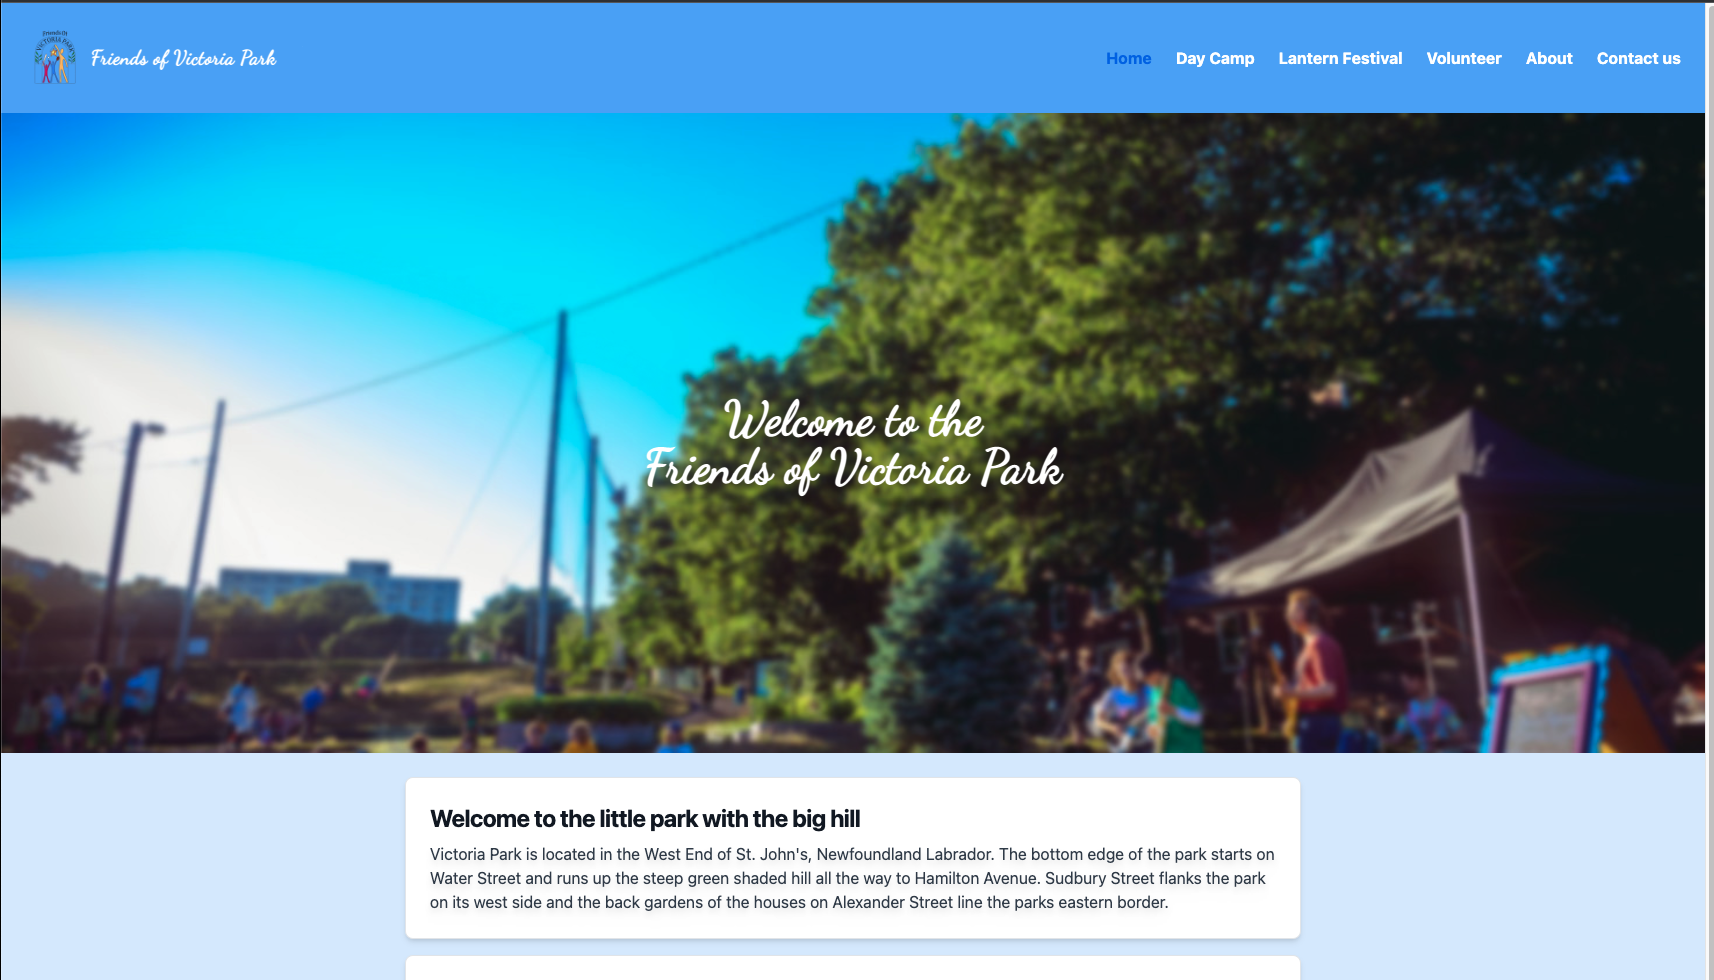 Friends Of
VICTORIA PARK
Friends of Victoria Park
Home
Day Camp
Lantern Festival
Volunteer
About
Contact us
Welcome to the
Friends of Victoria Park
Welcome to the little park with the big hill
Victoria Park is located in the West End of St. John's, Newfoundland Labrador. The bottom edge of the park starts on
Water Street and runs up the steep green shaded hill all the way to Hamilton Avenue. Sudbury Street flanks the park
on its west side and the back gardens of the houses on Alexander Street line the parks eastern border.